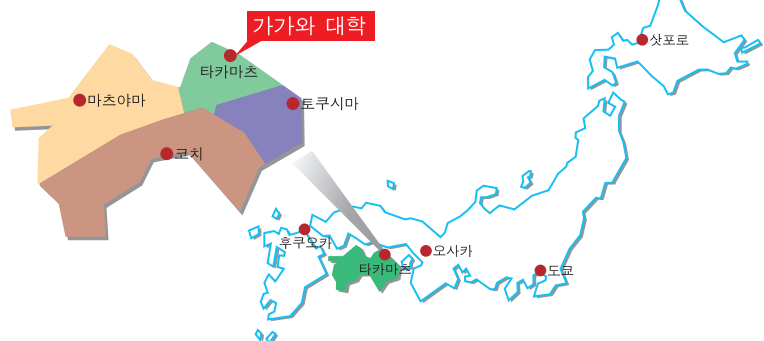 가가와 대학
삿포로
타카마츠
마츠야마
토쿠시마
코치
후쿠오카
오사카
타카마츠
도쿄